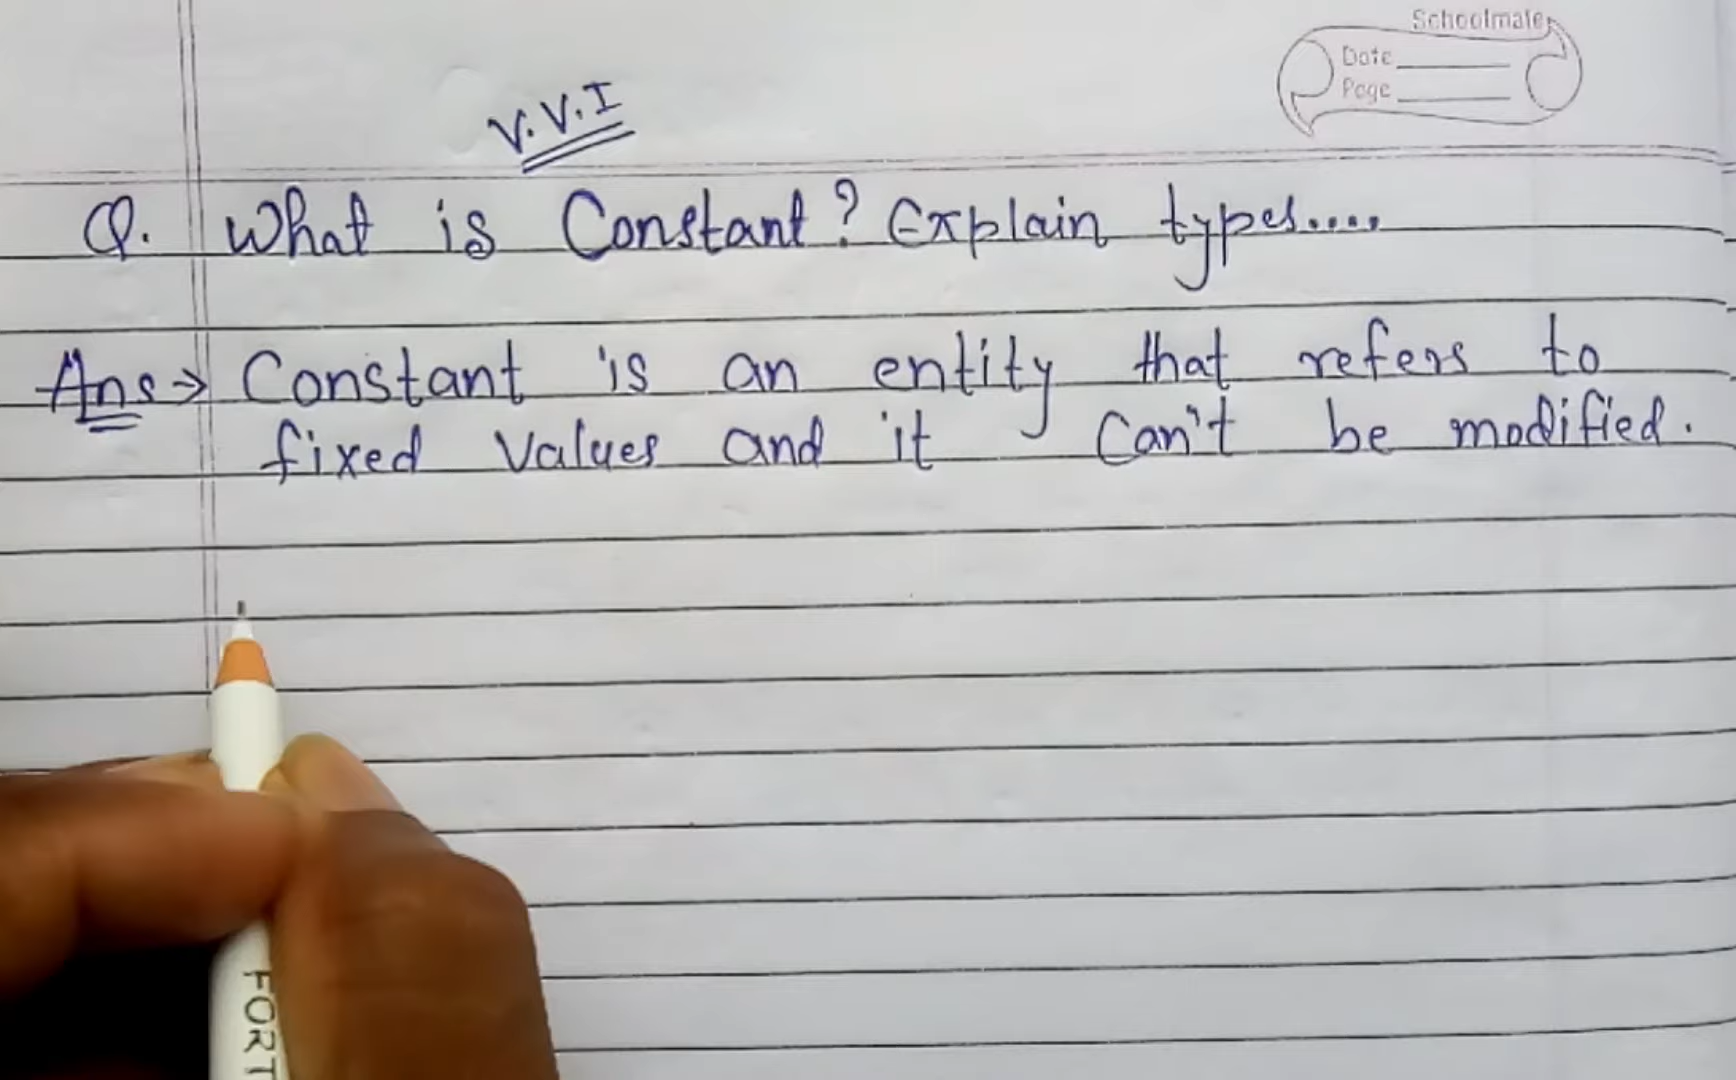 Schoolmate
Date
Page
V.V.I
Q. What is Constant? Explain types....
Ans→ Constant is an entity that refers to
fixed values and it can't be modified.
FORT